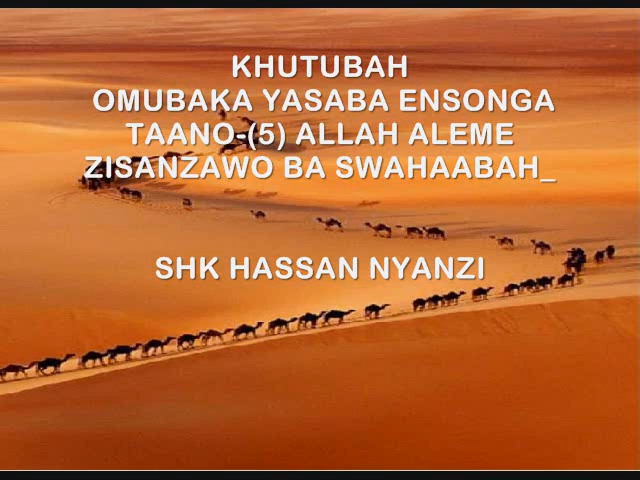 KHUTUBAH
OMUBAKA YASABA ENSONGA
TAANO-(5) ALLAH ALEME
ZISANZAWO BA SWAHAABAH_
SHK HASSAN NYANZI